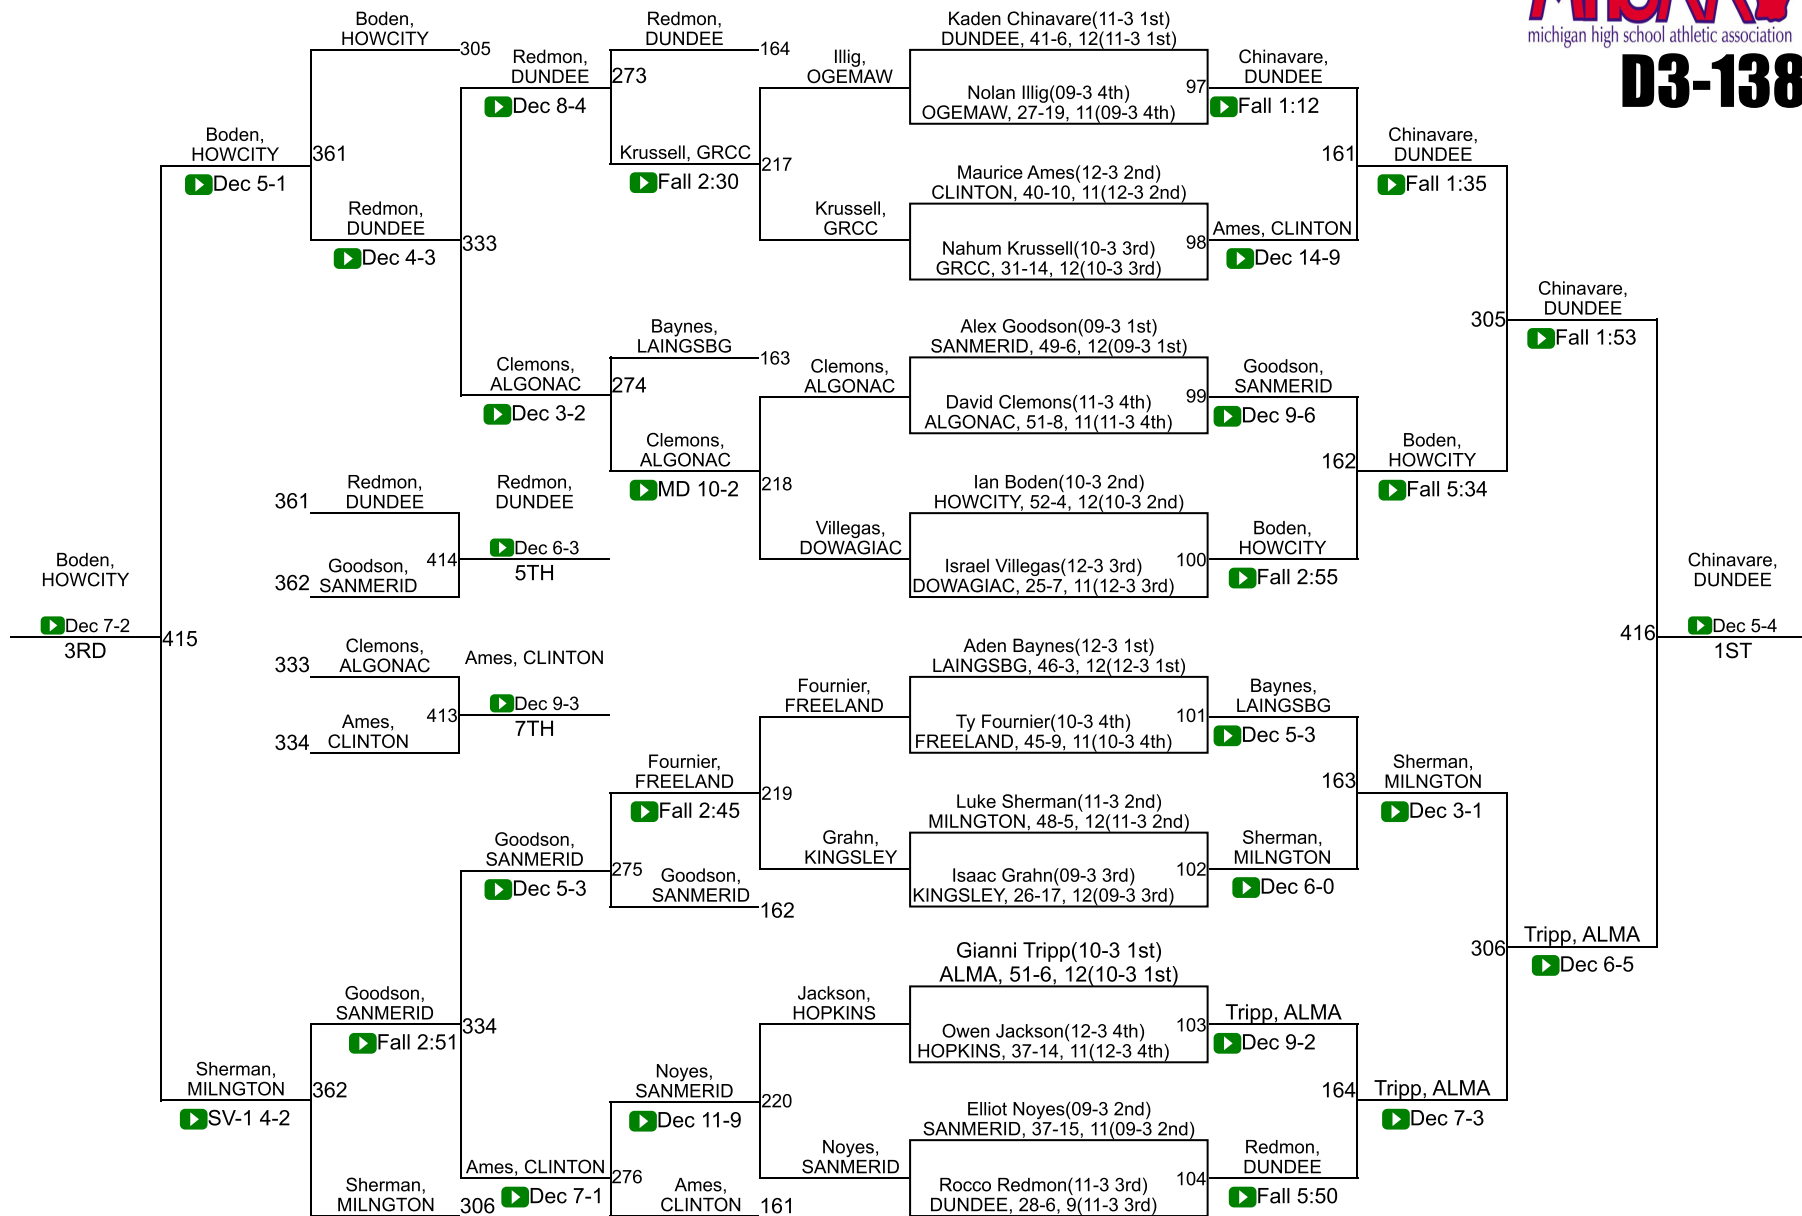 michigan high school athletic association
D3-138
Boden,
HOWCITY
305
Redmon,
DUNDEE
Dec 8-4
273
Redmon,
DUNDEE
164
Illig,
OGEMAW
Kaden Chinavare(11-3 1st)
DUNDEE, 41-6, 12(11-3 1st)
Nolan Illig(09-3 4th)
OGEMAW, 27-19, 11(09-3 4th)
97
Chinavare,
DUNDEE
Fall 1:12
Boden,
HOWCITY
Dec 5-1
361
Krussell, GRCC
Fall 2:30
217
161
Chinavare,
DUNDEE
Fall 1:35
Redmon,
DUNDEE
Dec 4-3
333
Krussell,
GRCC
Maurice Ames(12-3 2nd)
CLINTON, 40-10, 11(12-3 2nd)
Nahum Krussell(10-3 3rd)
GRCC, 31-14, 12(10-3 3rd)
98
Ames, CLINTON
Dec 14-9
305
Chinavare,
DUNDEE
Fall 1:53
Clemons,
ALGONAC
Dec 3-2
274
Baynes,
LAINGSBG
163
Clemons,
ALGONAC
Alex Goodson(09-3 1st)
SANMERID, 49-6, 12(09-3 1st)
David Clemons(11-3 4th)
ALGONAC, 51-8, 11(11-3 4th)
99
Goodson,
SANMERID
Dec 9-6
Clemons,
ALGONAC
MD 10-2
218
162
Boden,
HOWCITY
Fall 5:34
361
Redmon,
DUNDEE
Redmon,
DUNDEE
Dec 6-3
5TH
414
362
Goodson,
SANMERID
Villegas,
DOWAGIAC
Ian Boden(10-3 2nd)
HOWCITY, 52-4, 12(10-3 2nd)
Israel Villegas(12-3 3rd)
DOWAGIAC, 25-7, 11(12-3 3rd)
100
Boden,
HOWCITY
Fall 2:55
Boden,
HOWCITY
Dec 7-2
3RD
415
416
Chinavare,
DUNDEE
Dec 5-4
1ST
333
Clemons,
ALGONAC
Ames, CLINTON
Dec 9-3
7TH
413
334
Ames,
CLINTON
Fournier,
FREELAND
Aden Baynes(12-3 1st)
LAINGSBG, 46-3, 12(12-3 1st)
Ty Fournier(10-3 4th)
FREELAND, 45-9, 11(10-3 4th)
101
Baynes,
LAINGSBG
Dec 5-3
Fournier,
FREELAND
Fall 2:45
219
163
Sherman,
MILNGTON
Dec 3-1
Goodson,
SANMERID
Dec 5-3
275
Goodson,
SANMERID
162
Grahn,
KINGSLEY
Luke Sherman(11-3 2nd)
MILNGTON, 48-5, 12(11-3 2nd)
Isaac Grahn(09-3 3rd)
KINGSLEY, 26-17, 12(09-3 3rd)
102
Sherman,
MILNGTON
Dec 6-0
306
Tripp, ALMA
Dec 6-5
Goodson,
SANMERID
Fall 2:51
334
Jackson,
HOPKINS
Gianni Tripp(10-3 1st)
ALMA, 51-6, 12(10-3 1st)
Owen Jackson(12-3 4th)
HOPKINS, 37-14, 11(12-3 4th)
103
Tripp, ALMA
Dec 9-2
Sherman,
MILNGTON
SV-1 4-2
362
Noyes,
SANMERID
Dec 11-9
220
164
Tripp, ALMA
Dec 7-3
Sherman,
MILNGTON
306
Ames, CLINTON
Dec 7-1
276
Ames,
CLINTON
161
Noyes,
SANMERID
Elliot Noyes(09-3 2nd)
SANMERID, 37-15, 11(09-3 2nd)
Rocco Redmon(11-3 3rd)
DUNDEE, 28-6, 9(11-3 3rd)
104
Redmon,
DUNDEE
Fall 5:50